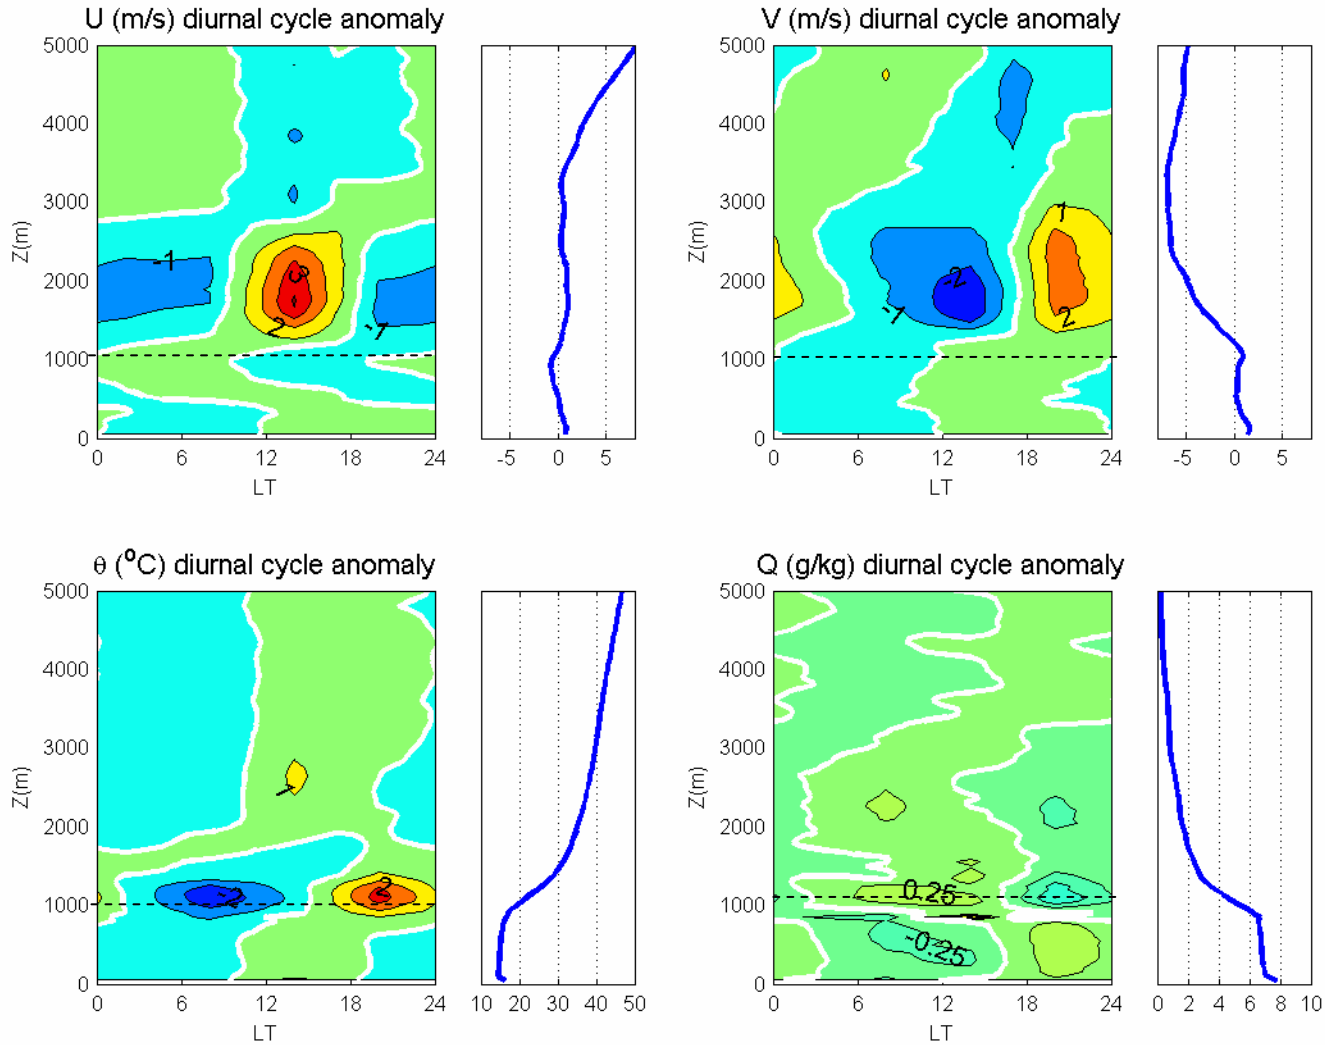 U (m/s) diurnal cycle anomaly
5000
4000
3000
2000
1000
0
Z(m)
-1
3
2
-1
0 6 12 18 24
LT
-5 0 5
V (m/s) diurnal cycle anomaly
5000
4000
3000
2000
1000
0
Z(m)
1
-2
-1
2
0 6 12 18 24
LT
-5 0 5
θ (°C) diurnal cycle anomaly
5000
4000
3000
2000
1000
0
Z(m)
1
-2
2
0 6 12 18 24
LT
10 20 30 40 50
Q (g/kg) diurnal cycle anomaly
5000
4000
3000
2000
1000
0
Z(m)
0.25
-0.25
0 6 12 18 24
LT
0 2 4 6 8 10